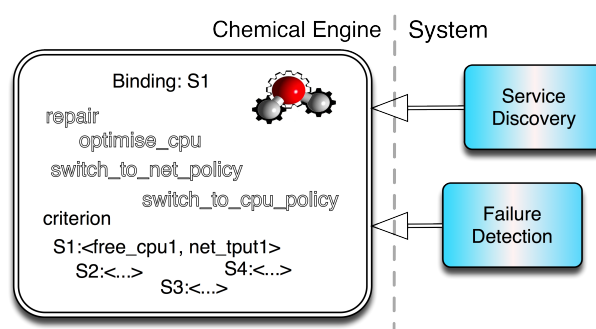 Chemical Engine System
Binding: S1
repair
optimise_cpu
switch_to_net_policy
switch_to_cpu_policy
criterion
S1:<free_cpu1, net_tput1>
S2:<...> S4:<...>
S3:<...>
Service
Discovery
Failure
Detection